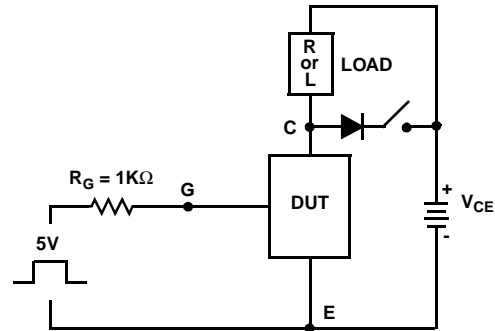 R
or
L
LOAD
C
R_G = 1KΩ
G
DUT
5V
+
V_CE
-
E